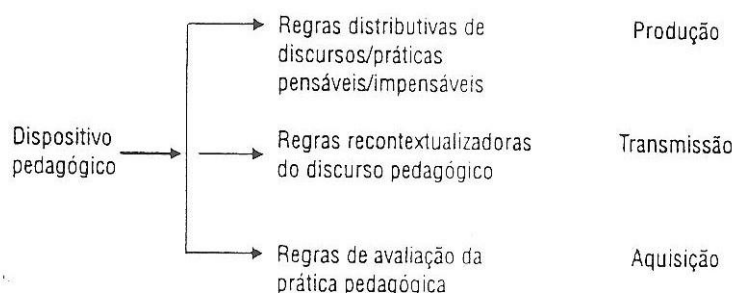 Regras distributivas de
discursos/práticas
pensáveis/impensáveis
Produção
Dispositivo
pedagógico
Regras recontextualizadoras
do discurso pedagógico
Transmissão
Regras de avaliação da
prática pedagógica
Aquisição